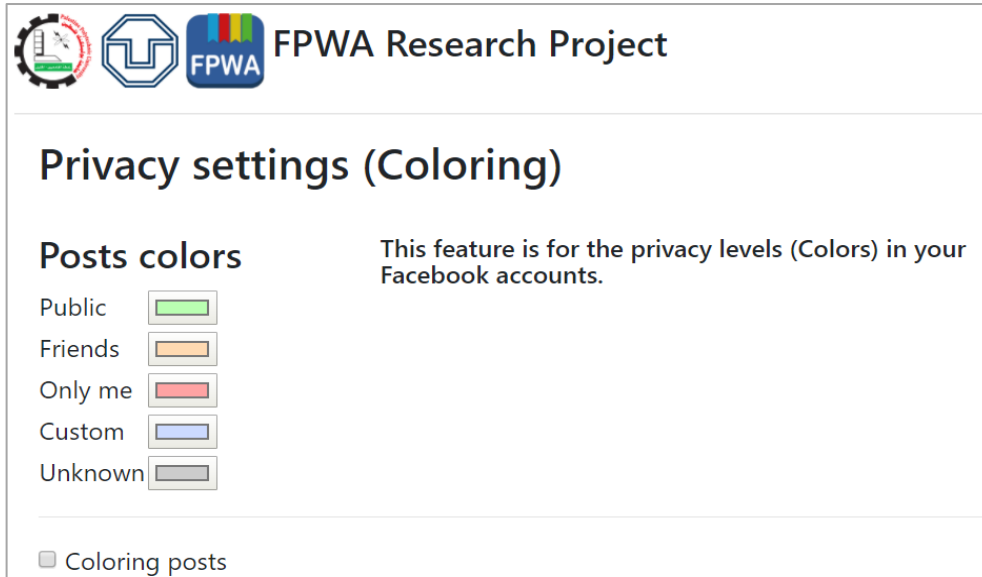 FPWA
FPWA Research Project
Privacy settings (Coloring)
Posts colors
This feature is for the privacy levels (Colors) in your
Facebook accounts.
Public
Friends
Only me
Custom
Unknown
Coloring posts